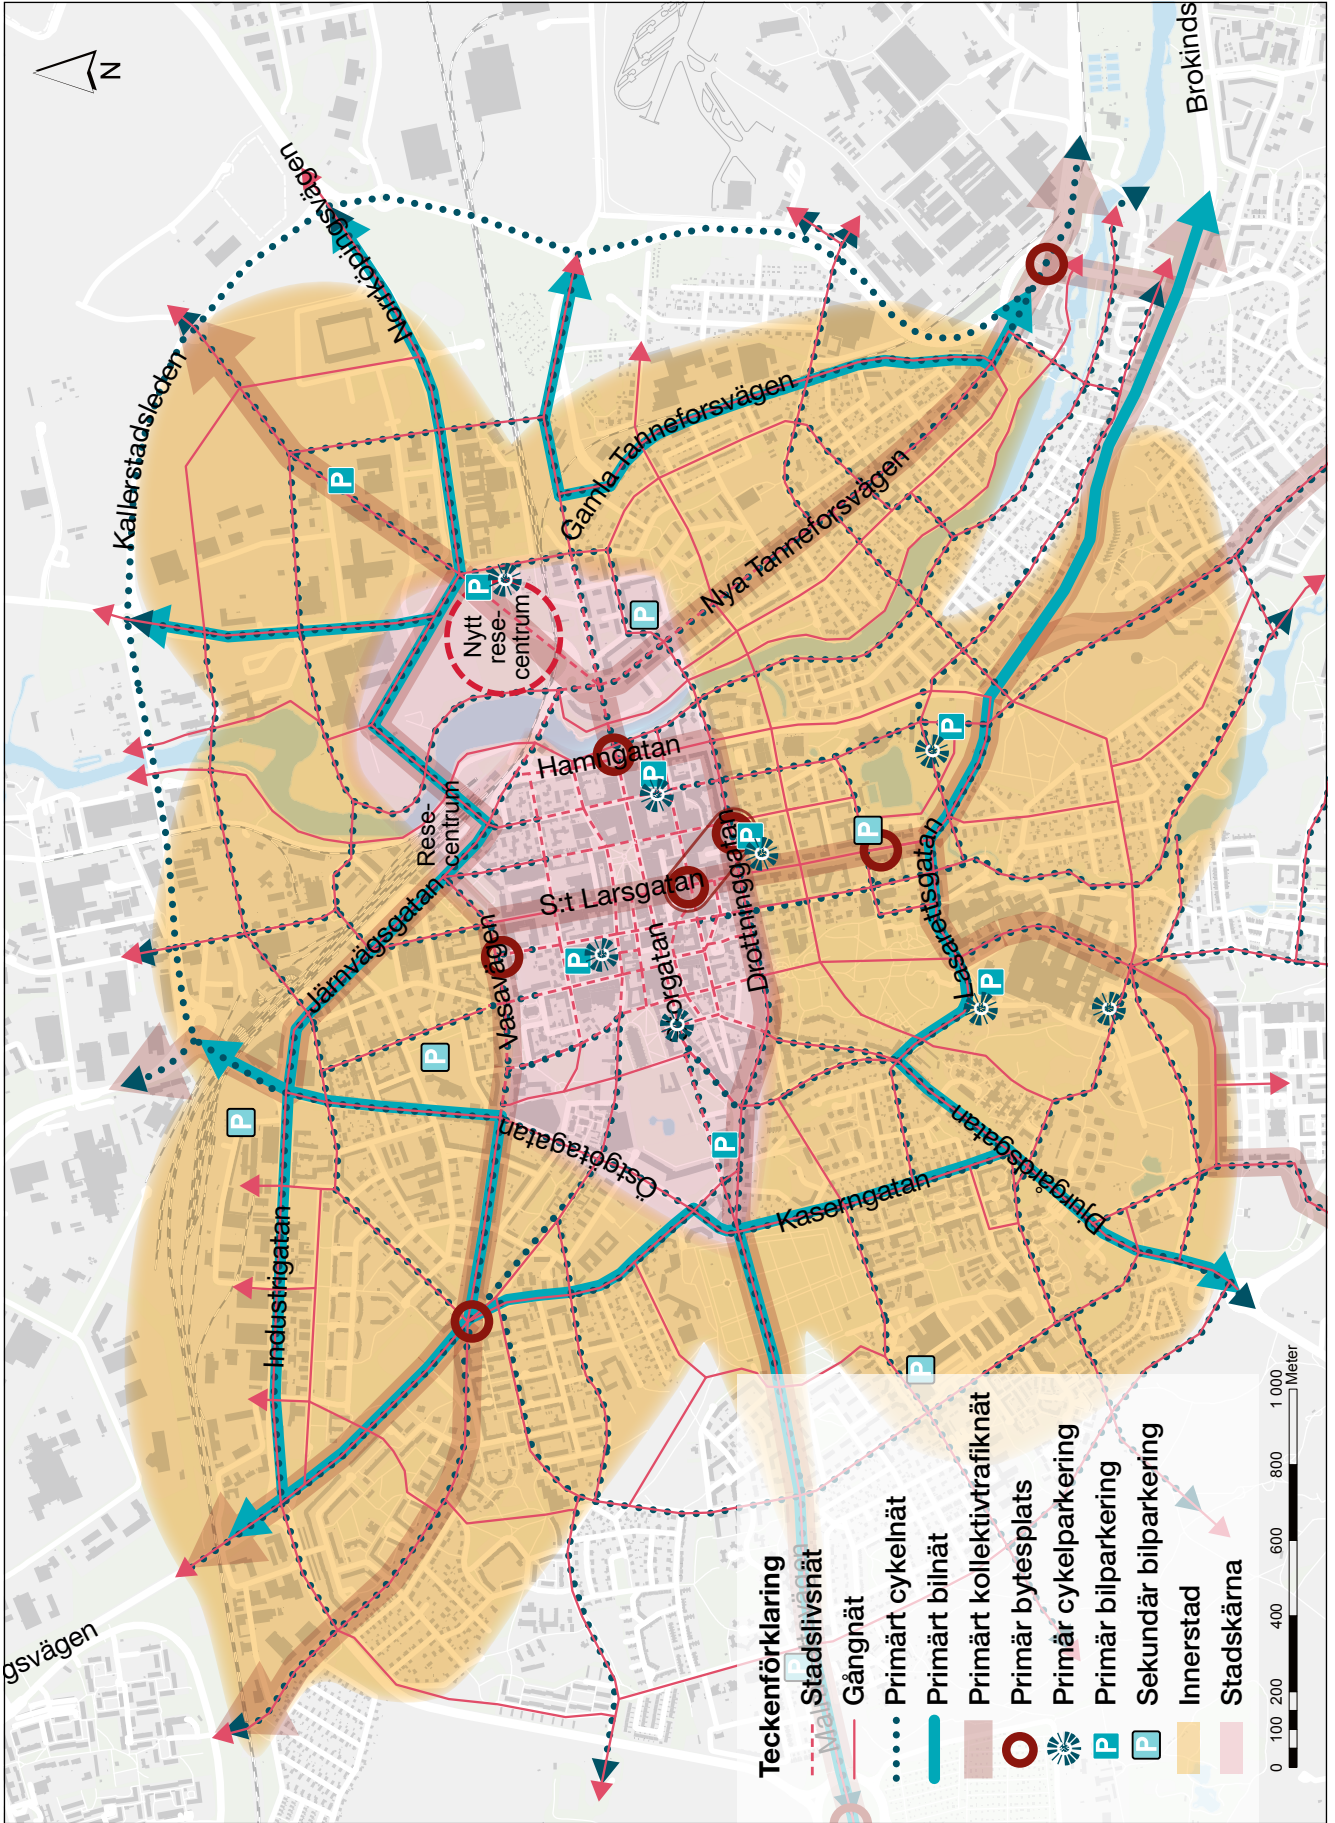 N
Brokinds
Norrköpingsvägen
Kallerstadsleden
Gamla Tanneforsvägen
Nya Tanneforsvägen
P
P
P
Nytt
rese-
centrum
Hamngatan
P
P
P
Rese-
centrum
S:t Larsgatan
Drottninggatan
P
Järnvägsgatan
Vasavägen
P
Borggatan
Lasarettsgatan
P
P
P
Östgötagatan
P
Kaserngatan
Djurgårdsgatan
Industrigatan
P
P
gsvägen
Mal
Teckenförklaring
Stadslivsnät
Gångnät
Primärt cykelnät
Primärt bilnät
Primärt kollektivtrafiknät
Primär bytesplats
Primär cykelparkering
P Primär bilparkering
P Sekundär bilparkering
Innerstad
Stadskärna
0 100 200 400 600 800 1 000
Meter